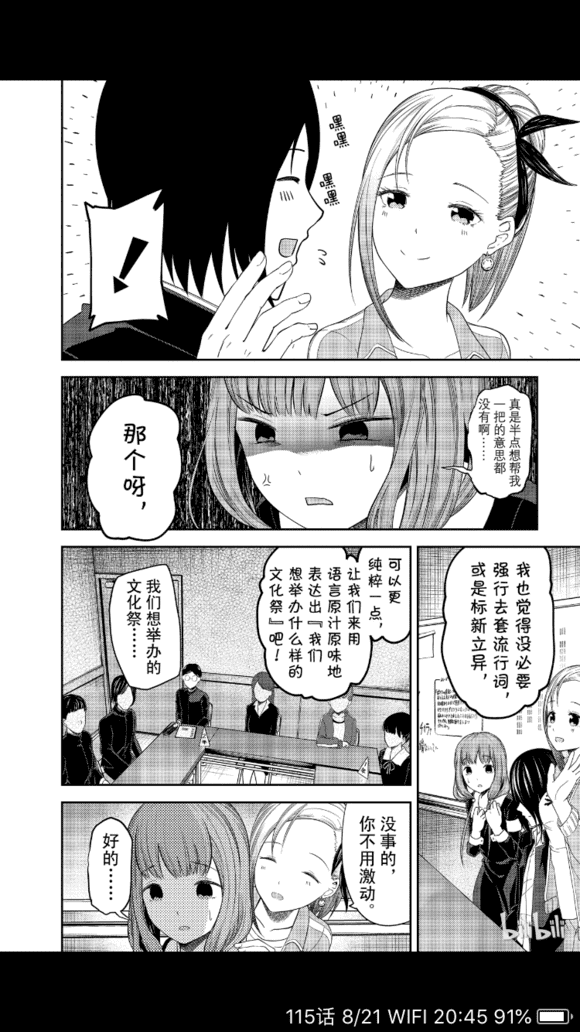 嘿
嘿
嘿
嘿
！
真是半点想帮我
一把的意思都
没有啊……
那个呀，
我也觉得没必要
强行去套流行词，
或是标新立异，
可以更
纯粹一点，
让我们来用
语言原汁原味地
表达出『我们
想举办什么样的
文化祭』吧！
我们想举办的
文化祭……
没事的，
你不用激动。
好的……
bilibili
115话 8/21 WIFI 20:45 91%